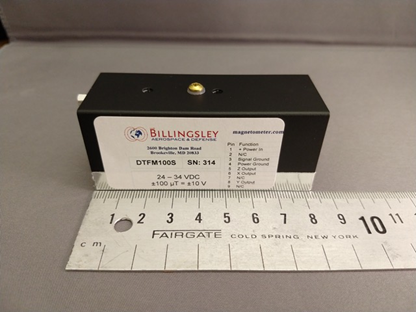 BILLINGSLEY
AEROSPACE & DEFENSE
magnetometer.com
2600 Brighton Dam Road
Brookeville, MD 20833
DTFM100S SN: 314
24 ~ 34 VDC
±100 µT = ±10 V
Pin Function
1 + Power In
2 N/C
3 Signal Ground
4 Power Ground
5 Z Output
6 X Output
7 N/C
8 Y Output
9 N/C
1 2 3 4 5 6 7 8 9 10 11
cm
FAIRGATE COLD SPRING, NEW YORK